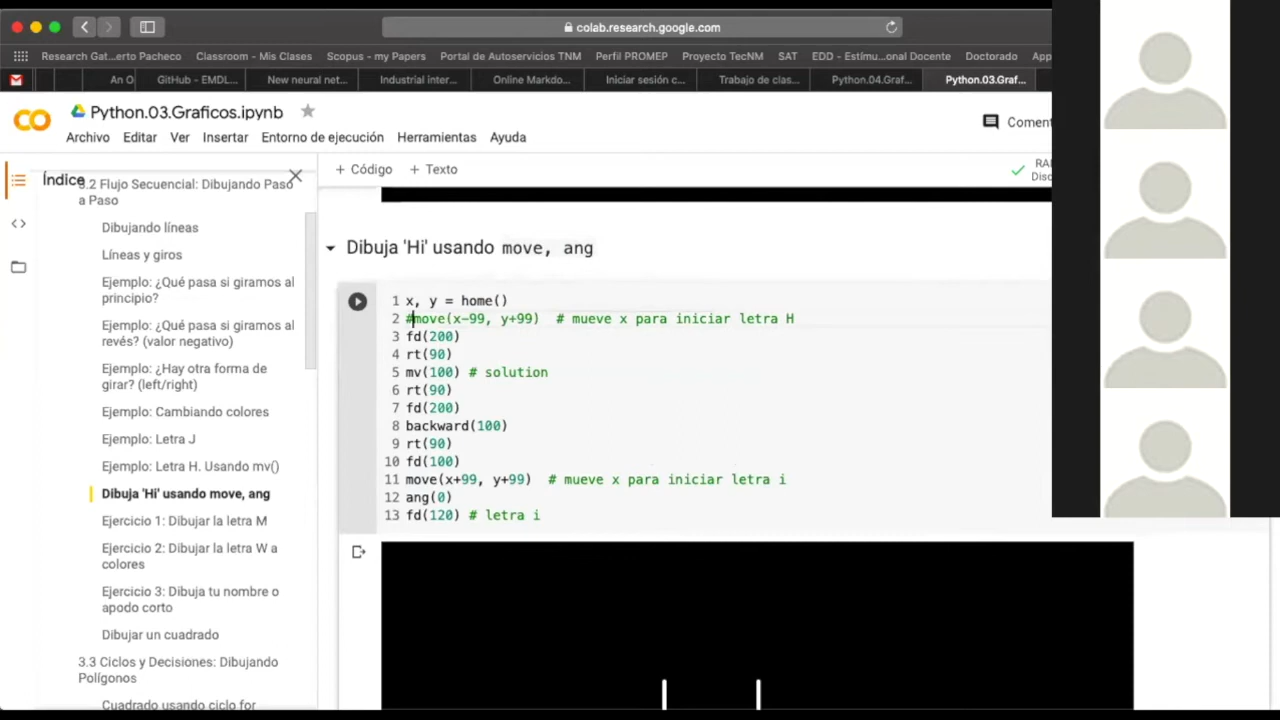 colab.research.google.com
Research Gat...erto Pacheco Classroom - Mis Clases Scopus - my Papers Portal de Autoservicios TNM Perfil PROMEP Proyecto TecNM SAT EDD - Estímu...onal Docente Doctorado App
An O GitHub - EMDL... New neural net... Industrial inter... Online Markdo... Iniciar sesión c... Trabajo de clas... Python.04.Graf... Python.03.Graf...
Python.03.Graficos.ipynb
Archivo Editar Ver Insertar Entorno de ejecución Herramientas Ayuda
Coment
+ Código + Texto
RA
Disc
Índice
3.2 Flujo Secuencial: Dibujando Paso
a Paso
Dibujando líneas
Líneas y giros
Ejemplo: ¿Qué pasa si giramos al
principio?
Ejemplo: ¿Qué pasa si giramos al
revés? (valor negativo)
Ejemplo: ¿Hay otra forma de
girar? (left/right)
Ejemplo: Cambiando colores
Ejemplo: Letra J
Ejemplo: Letra H. Usando mv()
Dibuja 'Hi' usando move, ang
Ejercicio 1: Dibujar la letra M
Ejercicio 2: Dibujar la letra W a
colores
Ejercicio 3: Dibuja tu nombre o
apodo corto
Dibujar un cuadrado
3.3 Ciclos y Decisiones: Dibujando
Polígonos
Cuadrado usando ciclo for
Dibuja 'Hi' usando move, ang
1 x, y = home()
2 #move(x-99, y+99) # mueve x para iniciar letra H
3 fd(200)
4 rt(90)
5 mv(100) # solution
6 rt(90)
7 fd(200)
8 backward(100)
9 rt(90)
10 fd(100)
11 move(x+99, y+99) # mueve x para iniciar letra i
12 ang(0)
13 fd(120) # letra i